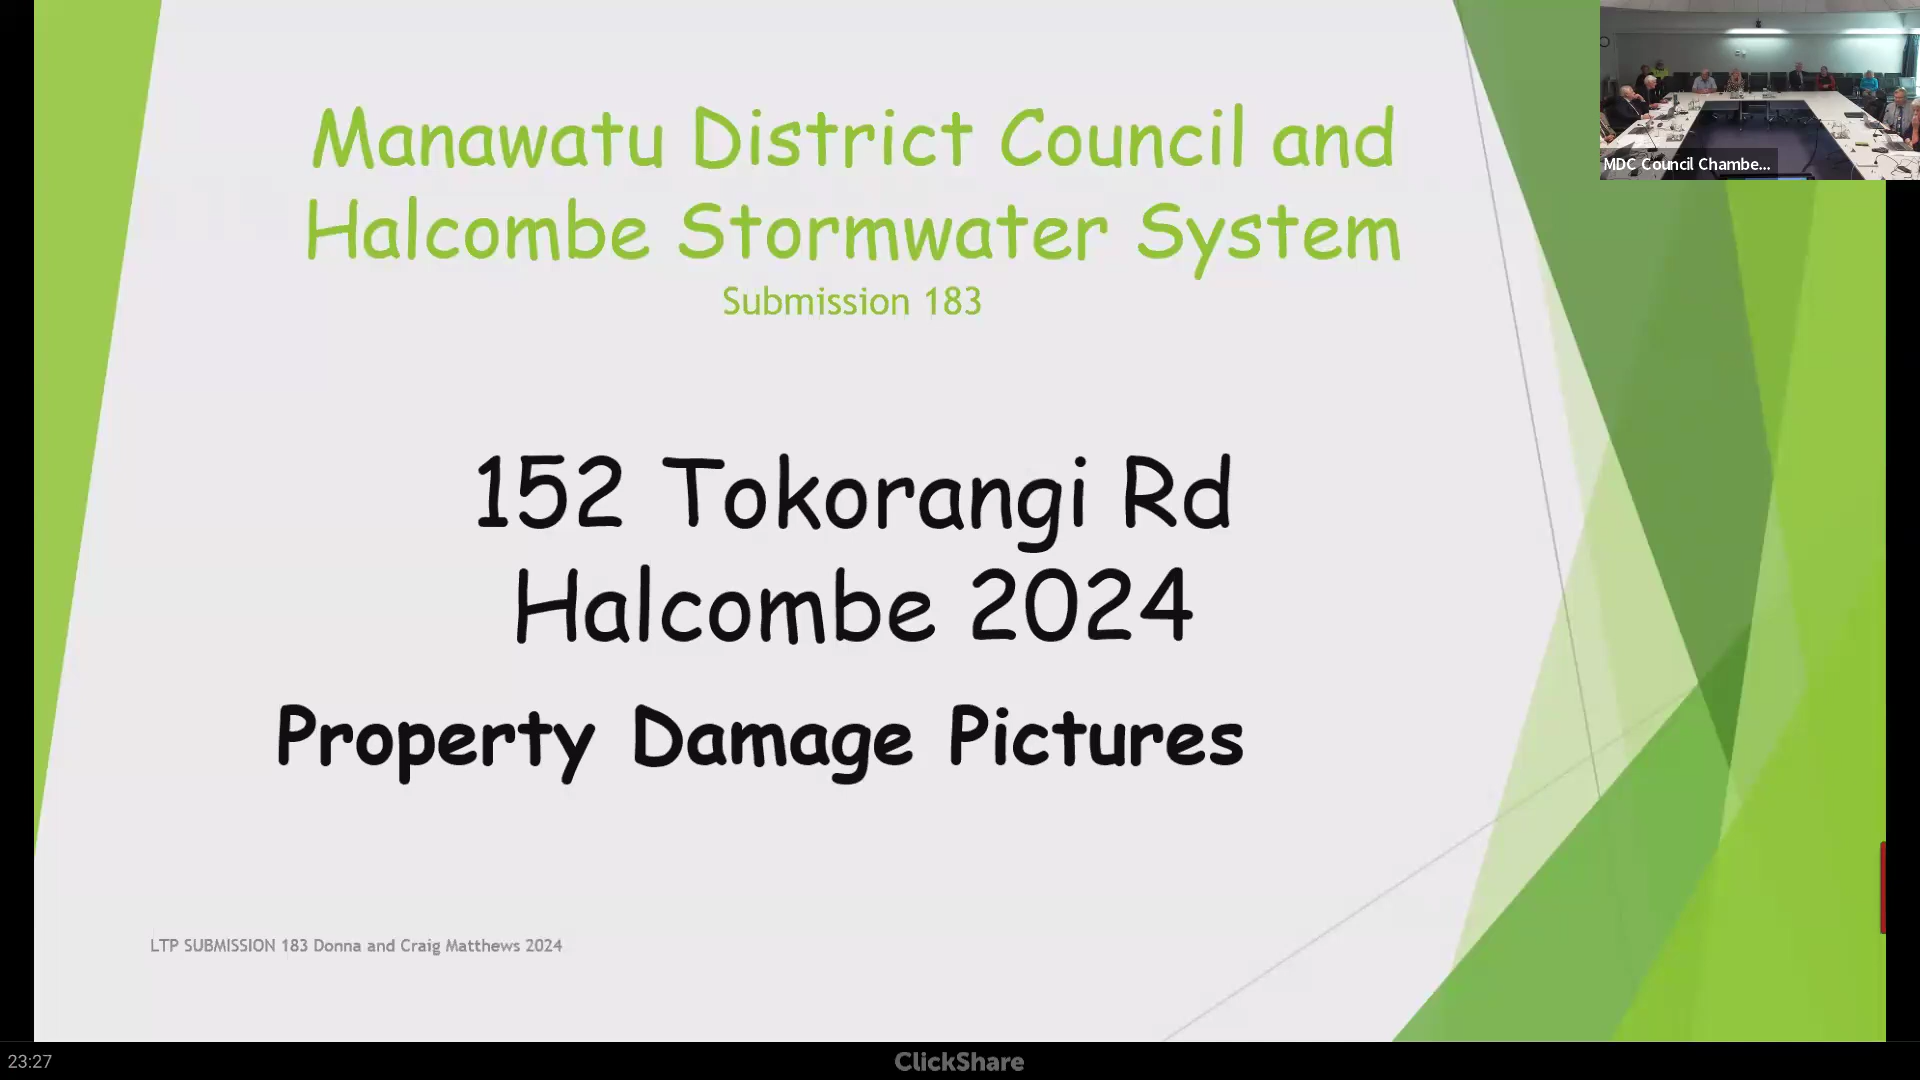 Manawatu District Council and
Halcombe Stormwater System
Submission 183
152 Tokorangi Rd
Halcombe 2024
Property Damage Pictures
LTP SUBMISSION 183 Donna and Craig Matthews 2024
MDC Council Chambe...
23:27
ClickShare